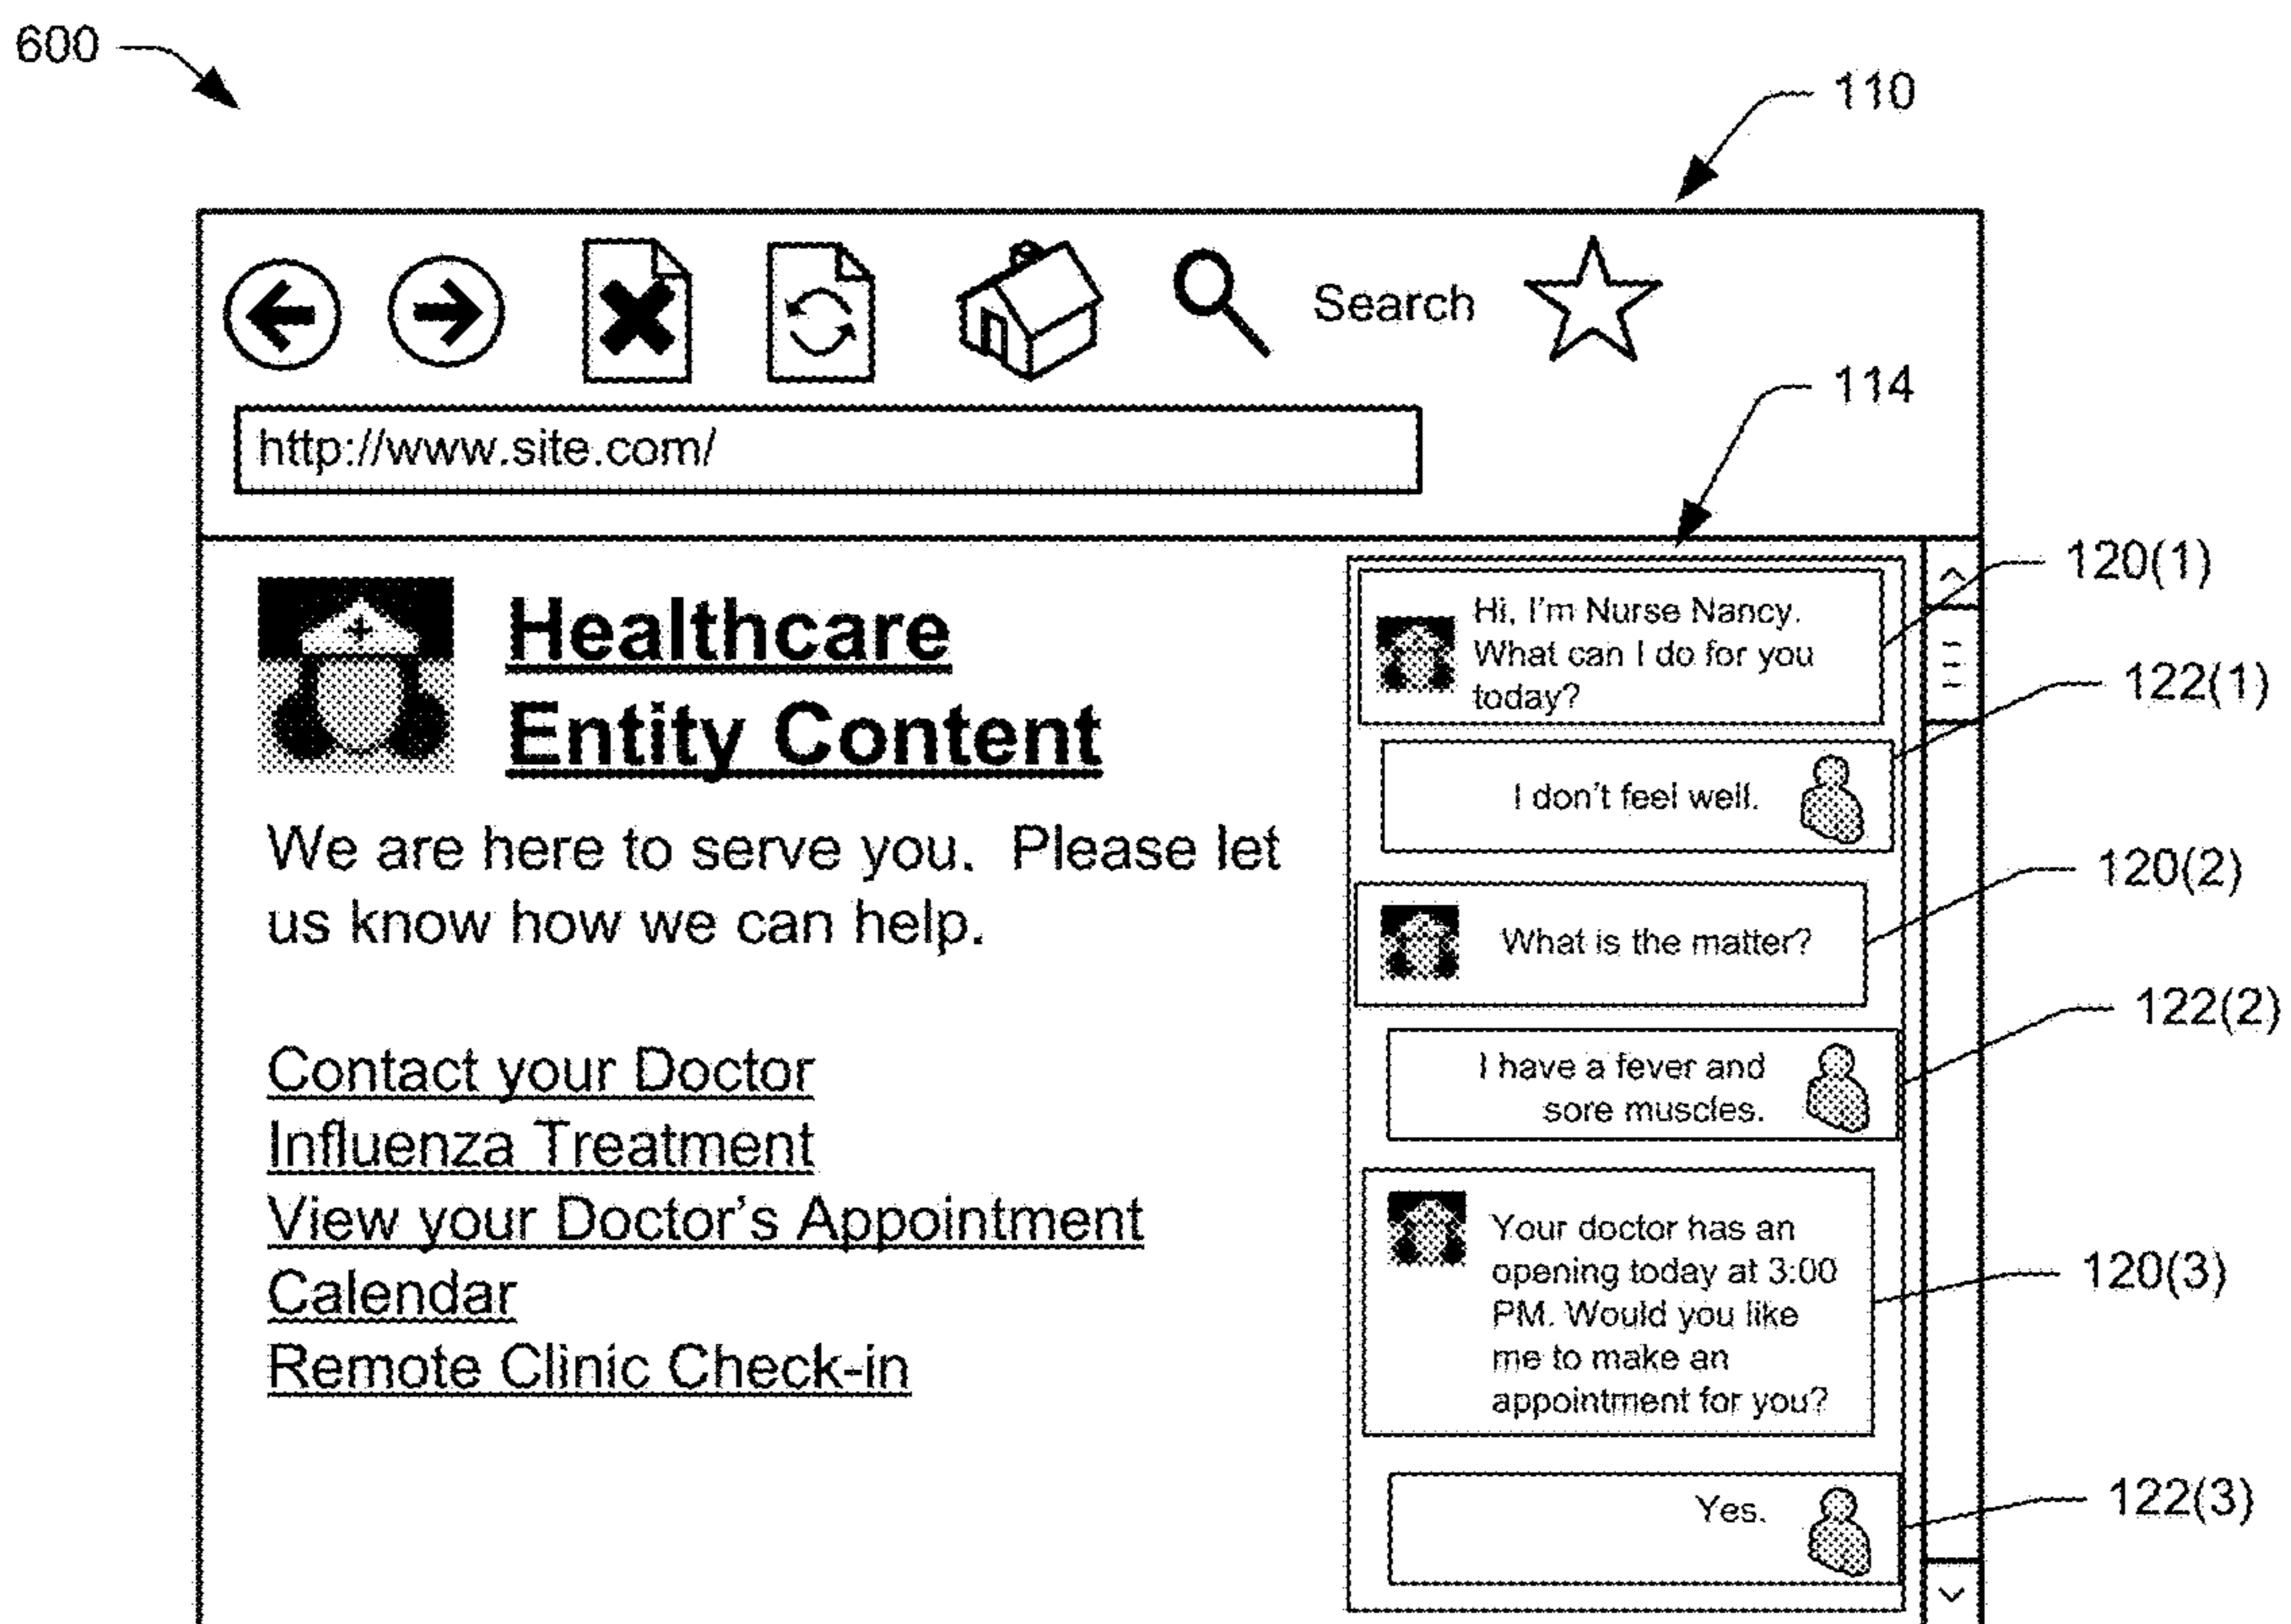 600
110
Search
114
http://www.site.com/
Healthcare
Entity Content
We are here to serve you. Please let
us know how we can help.
Contact your Doctor
Influenza Treatment
View your Doctor's Appointment
Calendar
Remote Clinic Check-in
Hi, I'm Nurse Nancy.
What can I do for you
today?
120(1)
I don't feel well.
122(1)
What is the matter?
120(2)
I have a fever and
sore muscles.
122(2)
Your doctor has an
opening today at 3:00
PM. Would you like
me to make an
appointment for you?
120(3)
Yes.
122(3)